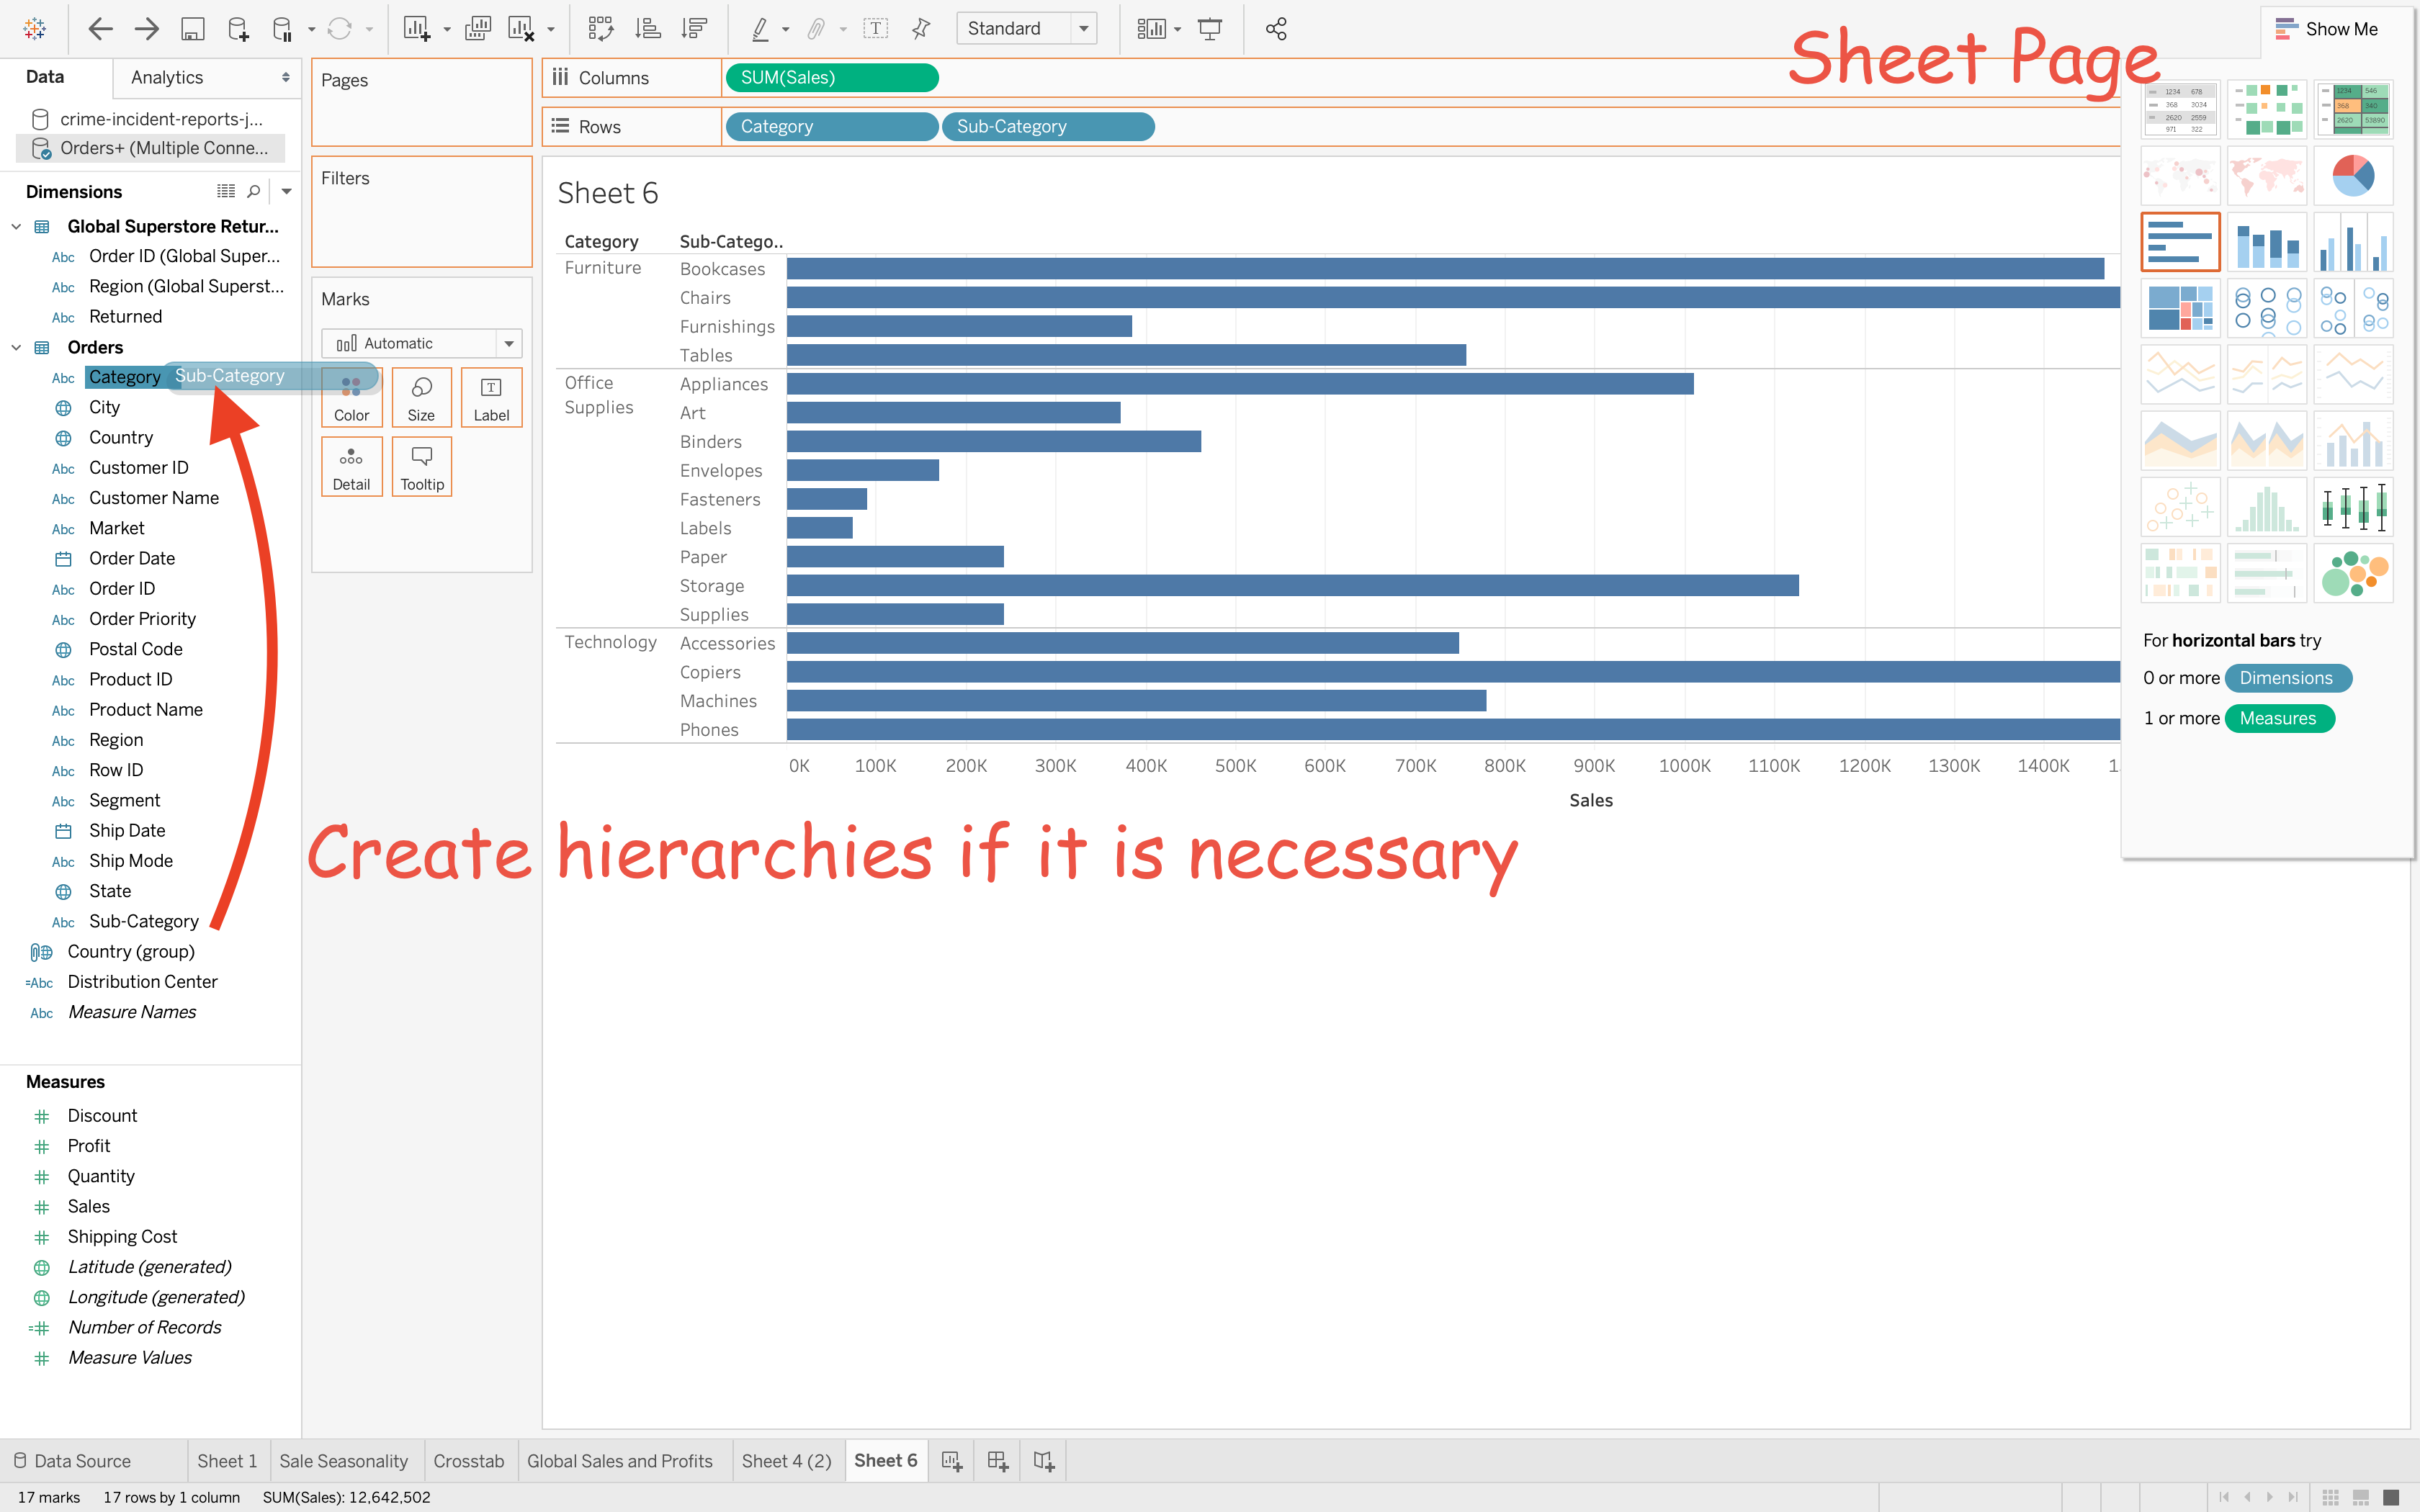 Standard
Show Me
Sheet Page
Data
Analytics
crime-incident-reports-j...
Orders+ (Multiple Conne...
Dimensions
Global Superstore Retur...
Abc Order ID (Global Super...
Abc Region (Global Superst...
Abc Returned
Orders
Abc Category Sub-Category
City
Country
Abc Customer ID
Abc Customer Name
Abc Market
Order Date
Abc Order ID
Abc Order Priority
Postal Code
Abc Product ID
Abc Product Name
Abc Region
Abc Row ID
Abc Segment
Ship Date
Abc Ship Mode
State
Abc Sub-Category
Country (group)
=Abc Distribution Center
Abc Measure Names
Measures
# Discount
# Profit
# Quantity
# Sales
# Shipping Cost
Latitude (generated)
Longitude (generated)
=# Number of Records
# Measure Values
Pages
Filters
Marks
Automatic
Color
Size
Label
Detail
Tooltip
Columns
SUM(Sales)
Rows
Category
Sub-Category
Sheet 6
Category Sub-Catego..
Furniture Bookcases
Chairs
Furnishings
Tables
Office
Supplies
Appliances
Art
Binders
Envelopes
Fasteners
Labels
Paper
Storage
Supplies
Technology Accessories
Copiers
Machines
Phones
0K 100K 200K 300K 400K 500K 600K 700K 800K 900K 1000K 1100K 1200K 1300K 1400K 1
Sales
Create hierarchies if it is necessary
1234 678
368 3034
2620 2559
971 322
1234 546
368 340
2620 53890
For horizontal bars try
0 or more Dimensions
1 or more Measures
Data Source
Sheet 1
Sale Seasonality
Crosstab
Global Sales and Profits
Sheet 4 (2)
Sheet 6
17 marks 17 rows by 1 column SUM(Sales): 12,642,502